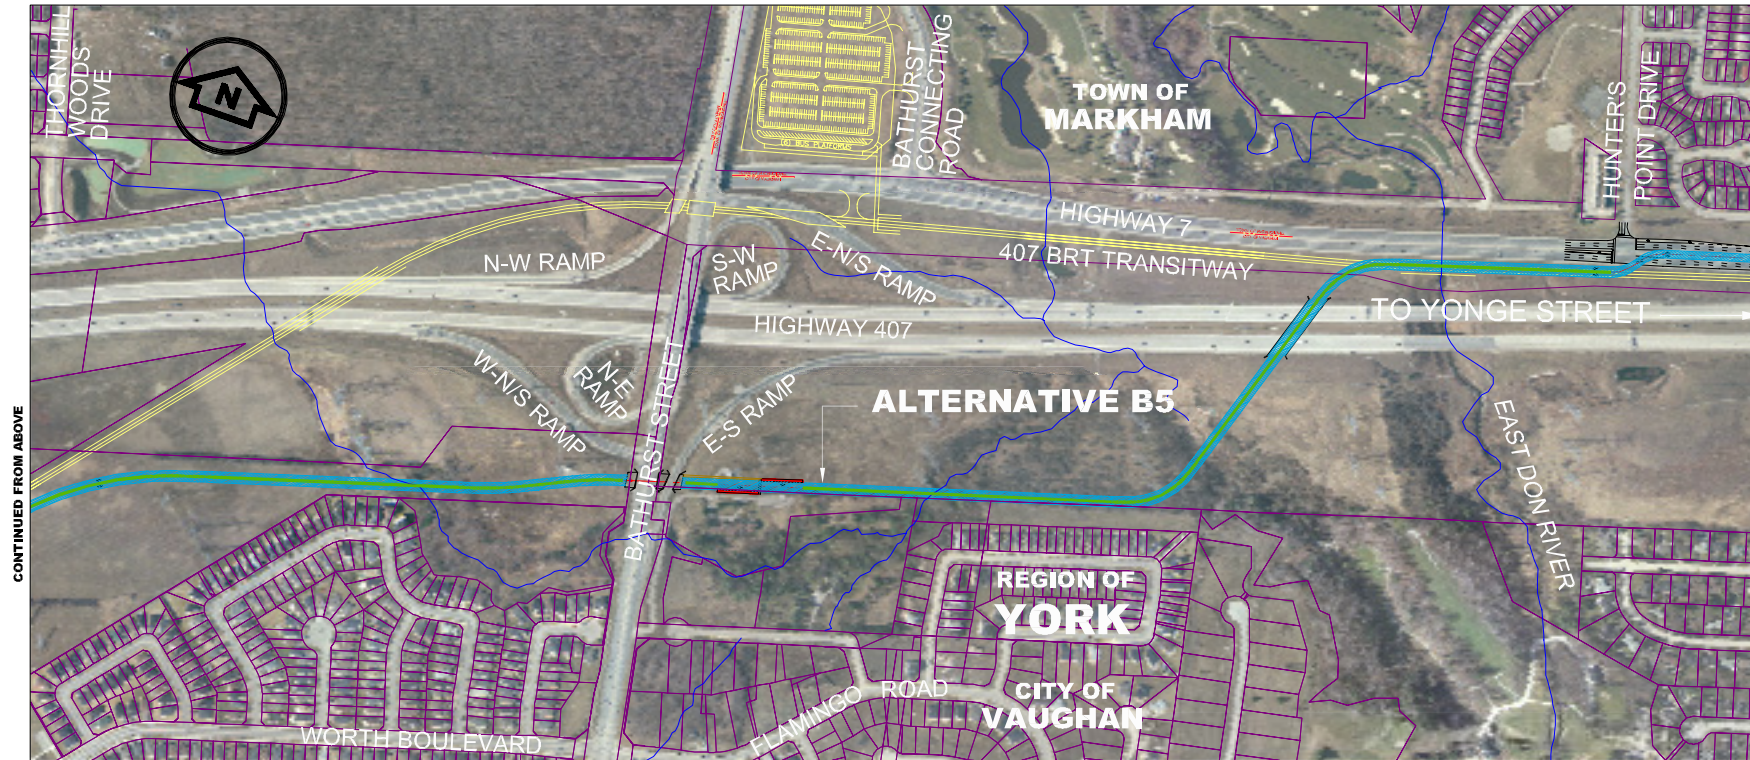 THORNHILL
WOODS
DRIVE
N
BATHURST
CONNECTING
ROAD
TOWN OF
MARKHAM
HUNTER'S
POINT DRIVE
BUS PLATFORMS
HIGHWAY 7
407 BRT TRANSITWAY
N-W RAMP
S-W
RAMP
E-N/S RAMP
TO YONGE STREET
HIGHWAY 407
W-N/S RAMP
N-E
RAMP
E-S RAMP
BATHURST STREET
ALTERNATIVE B5
EAST DON RIVER
CONTINUED FROM ABOVE
REGION OF
YORK
CITY OF
VAUGHAN
FLAMINGO ROAD
WORTH BOULEVARD